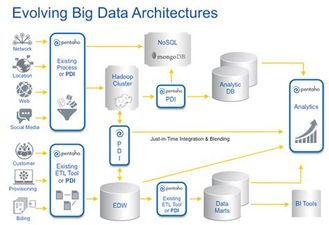 Evolving Big Data Architectures
Network
Location
Web
Social Media
pentaho
Existing
Process
or PDI
NoSQL
mongoDB
Hadoop
Cluster
pentaho
PDI
Analytic
DB
pentaho
Analytics
pentaho
PDI
Just-in-Time Integration & Blending
Customer
Provisioning
Billing
pentaho
Existing
ETL Tool
or PDI
EDW
pentaho
Existing
ETL Tool
or PDI
Data
Marts
BI Tools